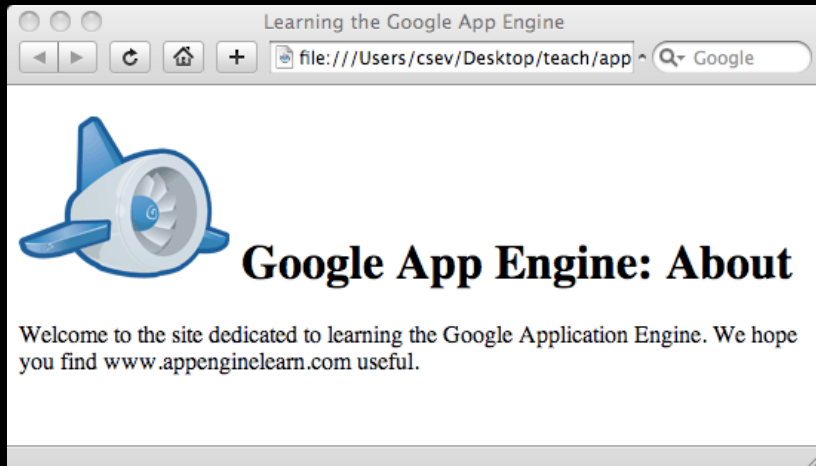 Learning the Google App Engine
file:///Users/csev/Desktop/teach/app
Google
Google App Engine: About
Welcome to the site dedicated to learning the Google Application Engine. We hope
you find www.appenginelearn.com useful.